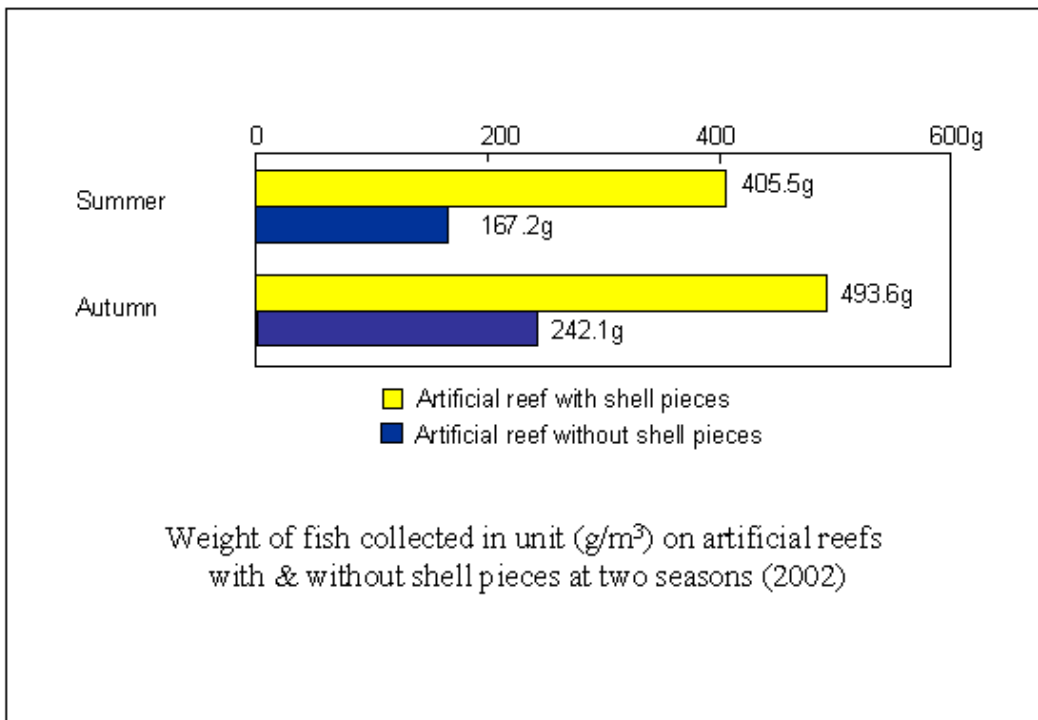 0 200 400 600g
Summer
405.5g
167.2g
Autumn
493.6g
242.1g
Artificial reef with shell pieces
Artificial reef without shell pieces
Weight of fish collected in unit (g/m³) on artificial reefs
with & without shell pieces at two seasons (2002)